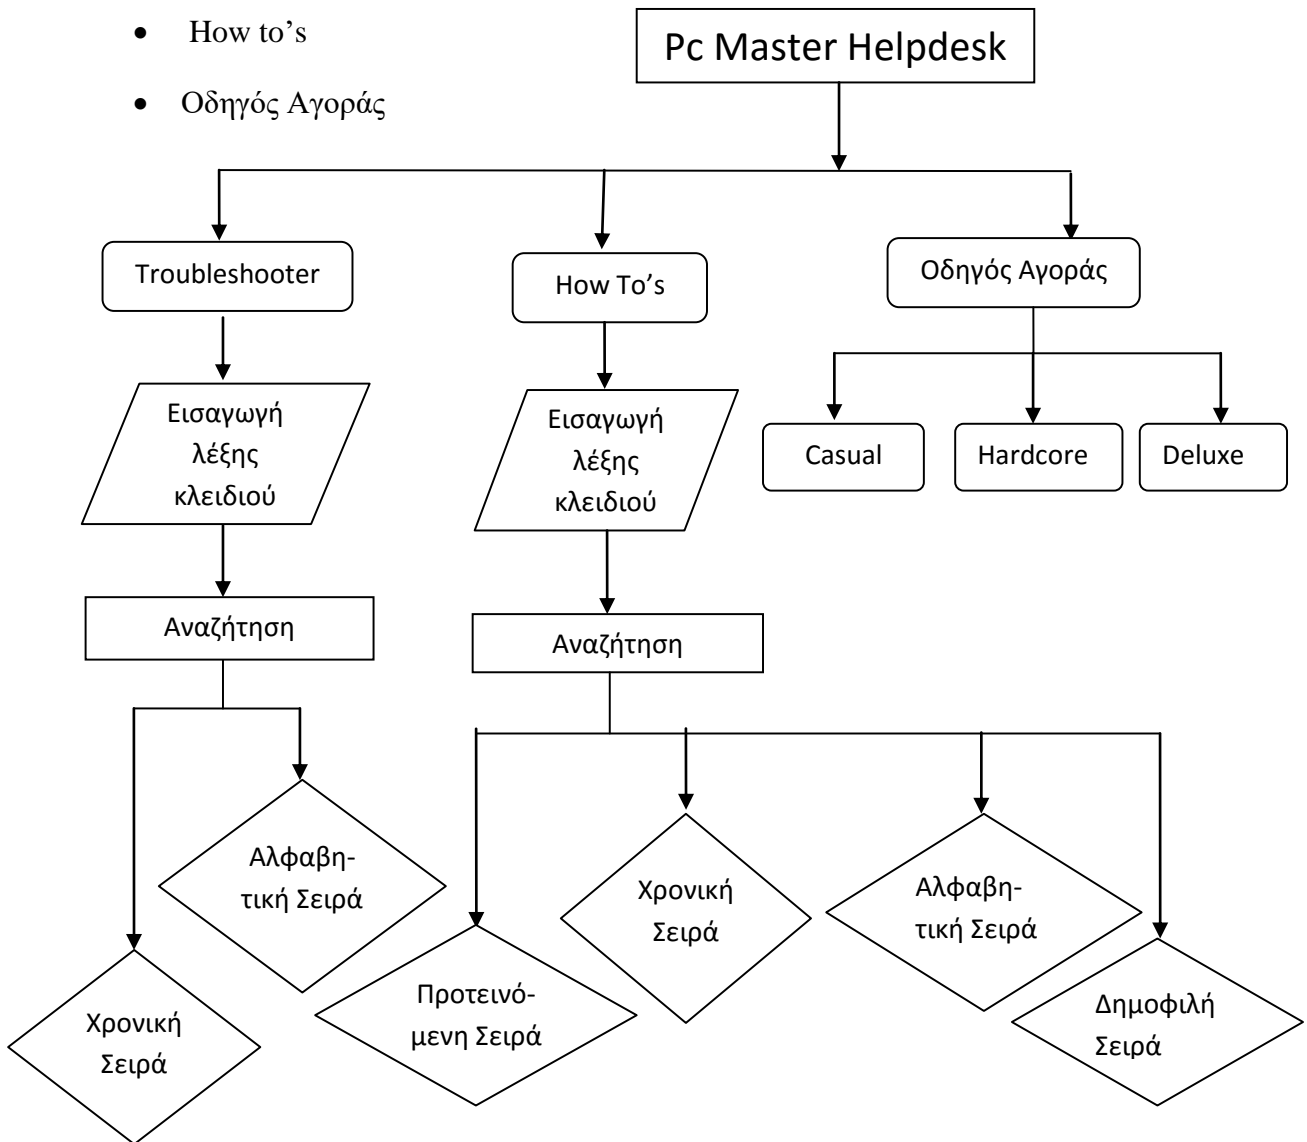 How to’s
Οδηγός Αγοράς
Pc Master Helpdesk
Troubleshooter
How To’s
Οδηγός Αγοράς
Εισαγωγή
λέξης
κλειδιού
Εισαγωγή
λέξης
κλειδιού
Casual
Hardcore
Deluxe
Αναζήτηση
Αναζήτηση
Χρονική
Σειρά
Αλφαβη-
τική Σειρά
Προτεινό-
μενη Σειρά
Χρονική
Σειρά
Αλφαβη-
τική Σειρά
Δημοφιλή
Σειρά